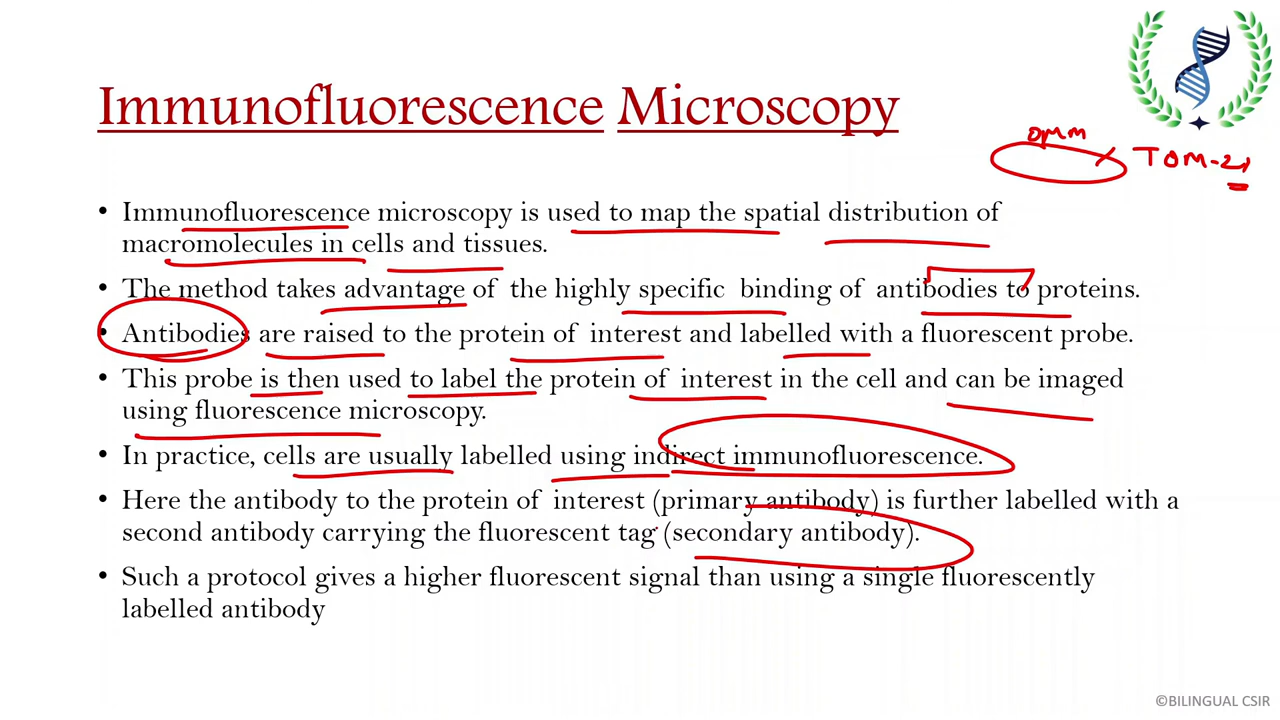 Immunofluorescence Microscopy
OMM
TOM-21
• Immunofluorescence microscopy is used to map the spatial distribution of
macromolecules in cells and tissues.
• The method takes advantage of the highly specific binding of antibodies to proteins.
• Antibodies are raised to the protein of interest and labelled with a fluorescent probe.
• This probe is then used to label the protein of interest in the cell and can be imaged
using fluorescence microscopy.
• In practice, cells are usually labelled using indirect immunofluorescence.
• Here the antibody to the protein of interest (primary antibody) is further labelled with a
second antibody carrying the fluorescent tag (secondary antibody).
• Such a protocol gives a higher fluorescent signal than using a single fluorescently
labelled antibody
©BILINGUAL CSIR